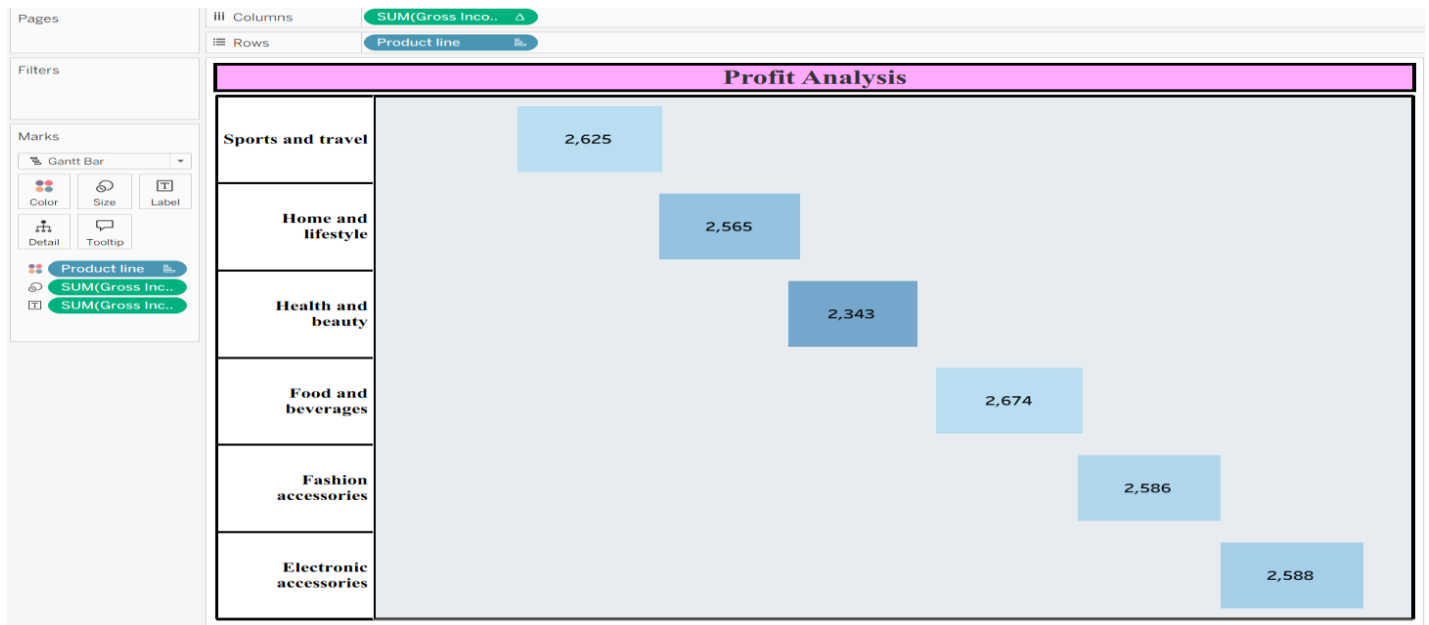 Pages
iii Columns
SUM(Gross Inco..
Rows
Product line
Filters
Profit Analysis
Marks
Gantt Bar
Color
Size
Label
Detail
Tooltip
Product line
SUM(Gross Inc..
SUM(Gross Inc..
Sports and travel
2,625
Home and
lifestyle
2,565
Health and
beauty
2,343
Food and
beverages
2,674
Fashion
accessories
2,586
Electronic
accessories
2,588